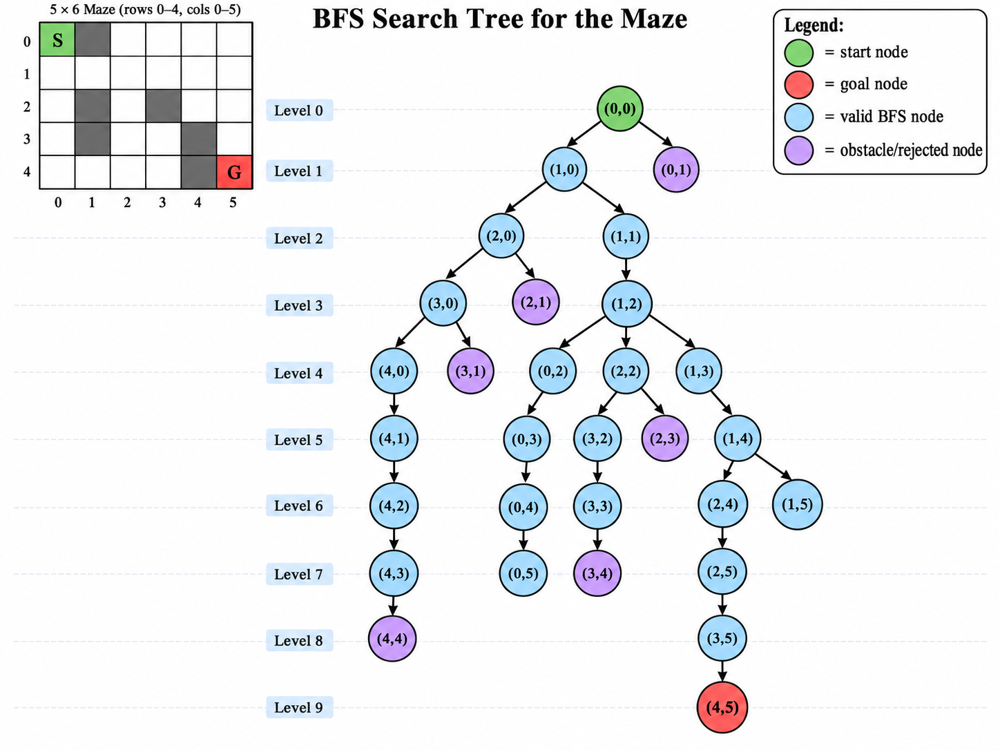 5 × 6 Maze (rows 0–4, cols 0–5)
BFS Search Tree for the Maze
0
S
1
2
3
4
G
0 1 2 3 4 5
Legend:
= start node
= goal node
= valid BFS node
= obstacle/rejected node
Level 0
(0,0)
Level 1
(1,0)
(0,1)
Level 2
(2,0)
(1,1)
Level 3
(3,0)
(2,1)
(1,2)
Level 4
(4,0)
(3,1)
(0,2)
(2,2)
(1,3)
Level 5
(4,1)
(0,3)
(3,2)
(2,3)
(1,4)
Level 6
(4,2)
(0,4)
(3,3)
(2,4)
(1,5)
Level 7
(4,3)
(0,5)
(3,4)
(2,5)
Level 8
(4,4)
(3,5)
Level 9
(4,5)